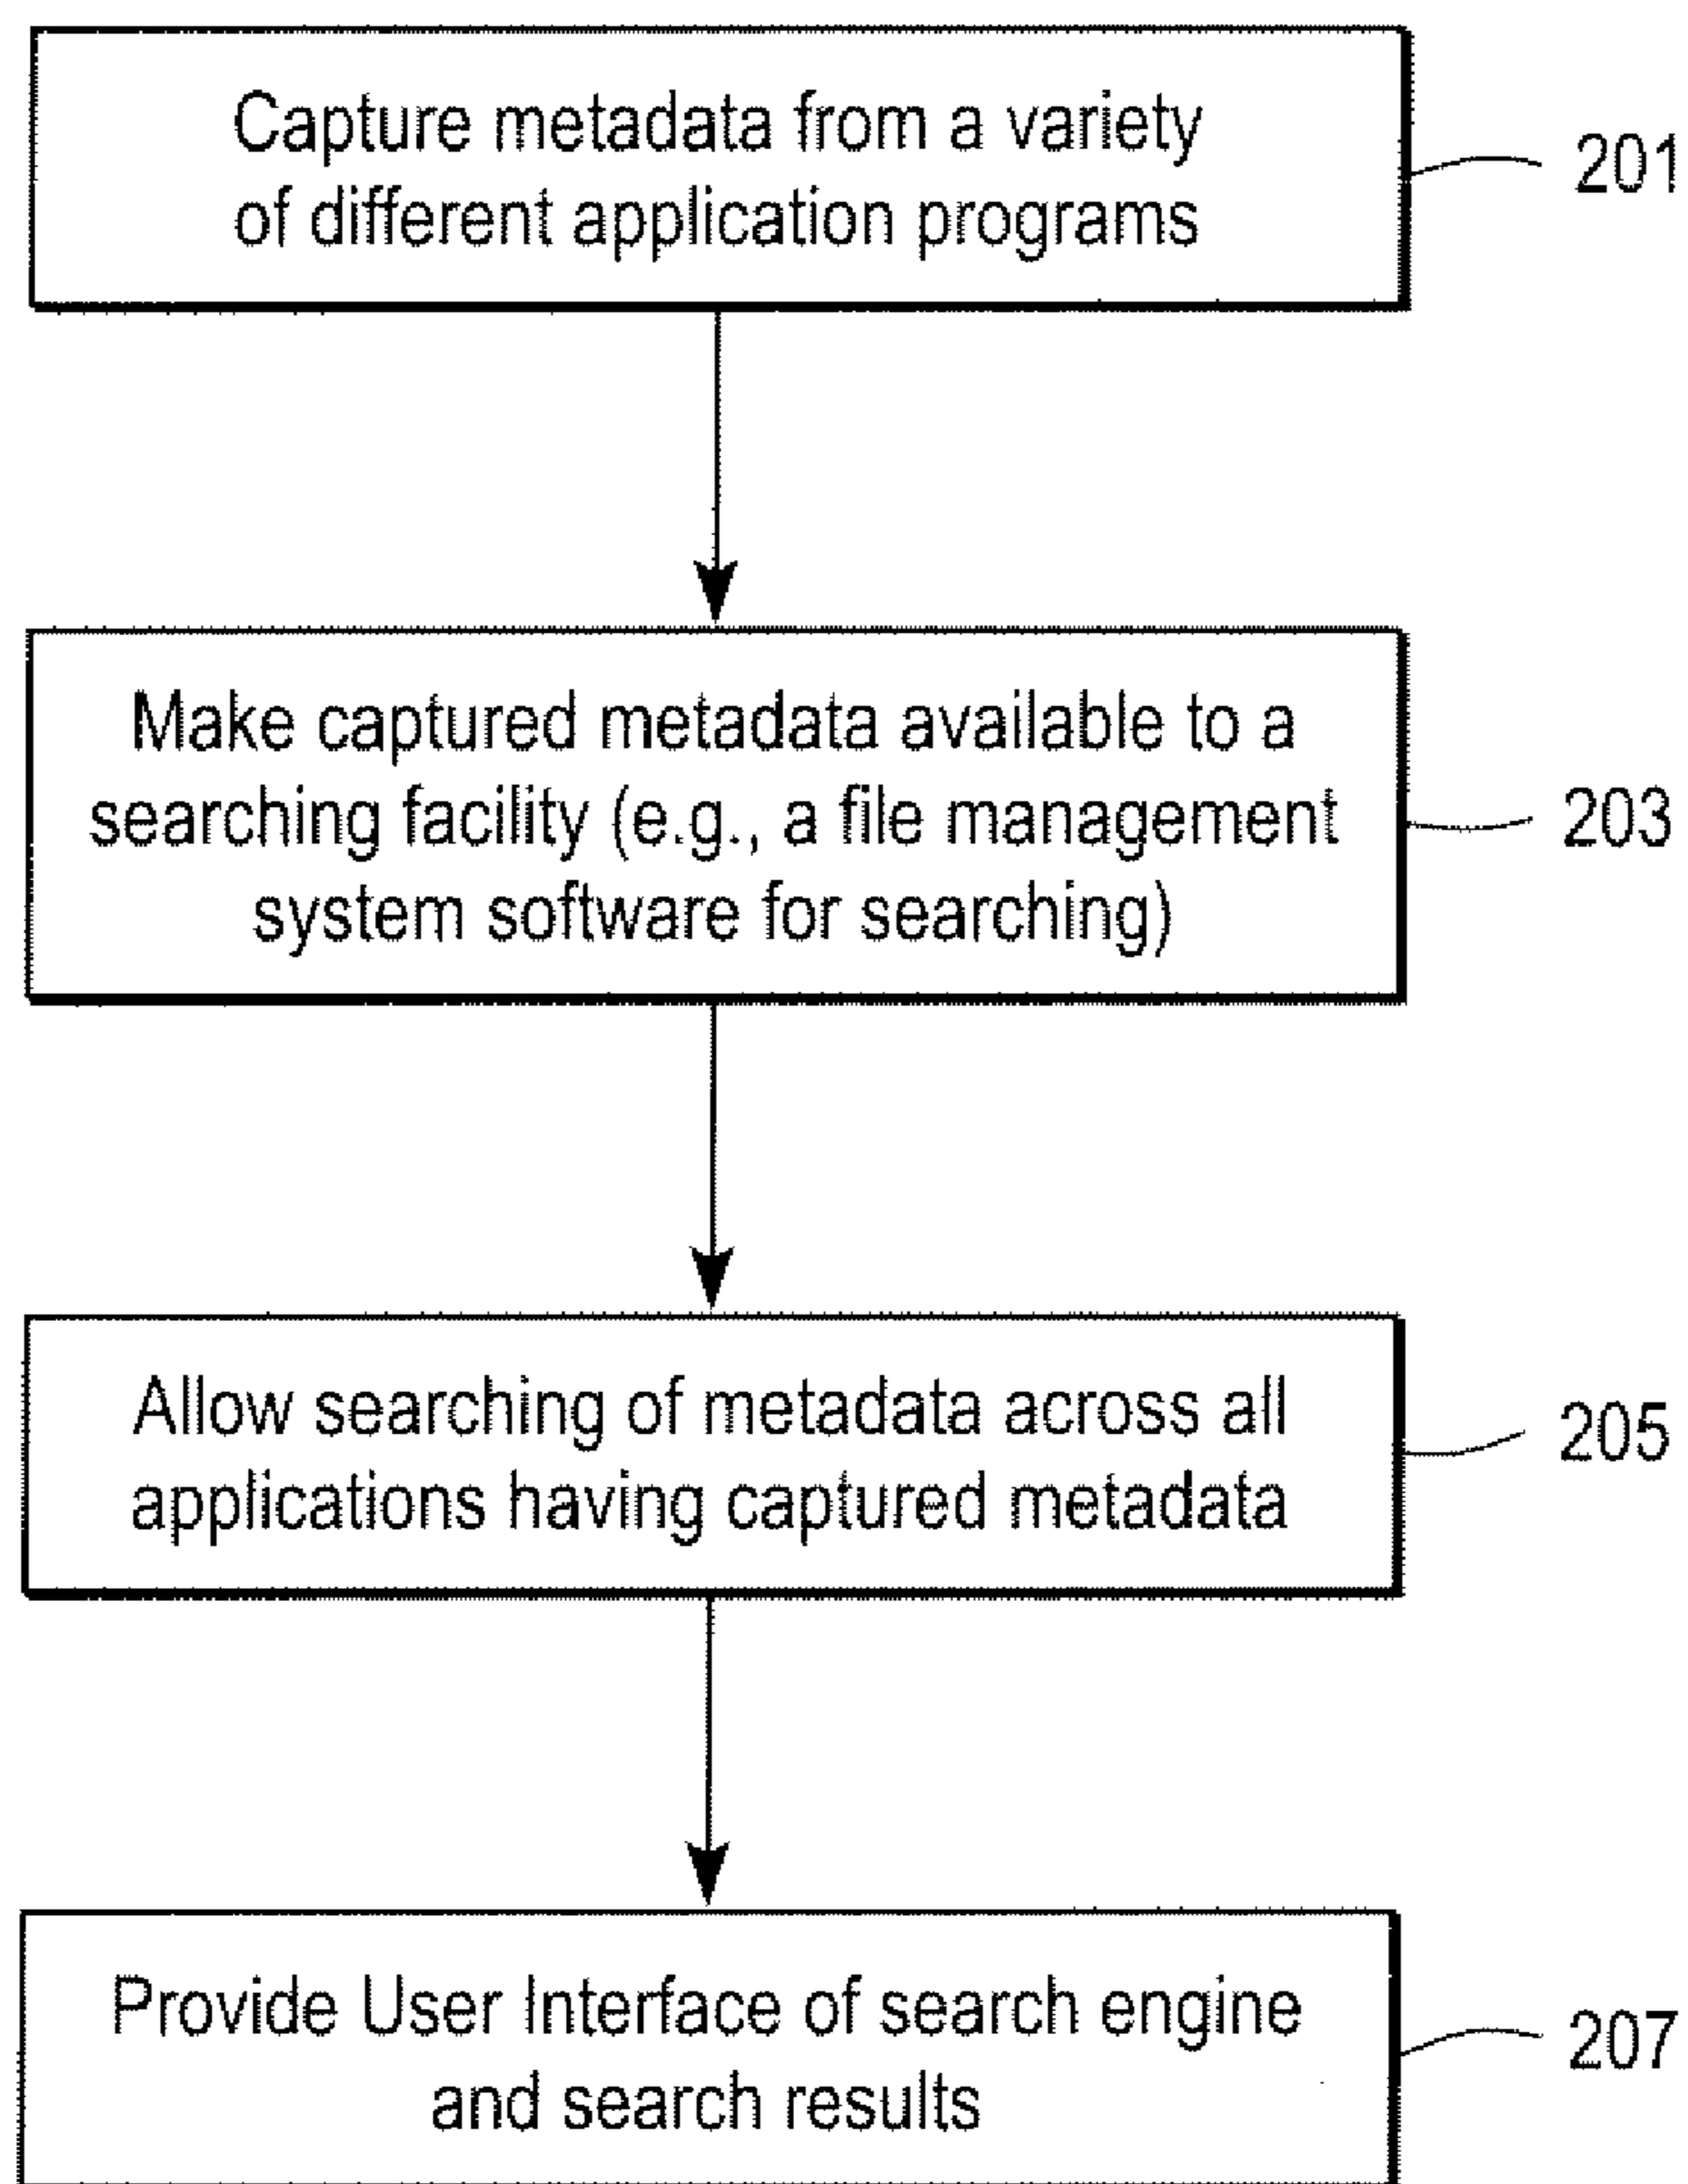 Capture metadata from a variety
of different application programs
201
Make captured metadata available to a
searching facility (e.g., a file management
system software for searching)
203
Allow searching of metadata across all
applications having captured metadata
205
Provide User Interface of search engine
and search results
207